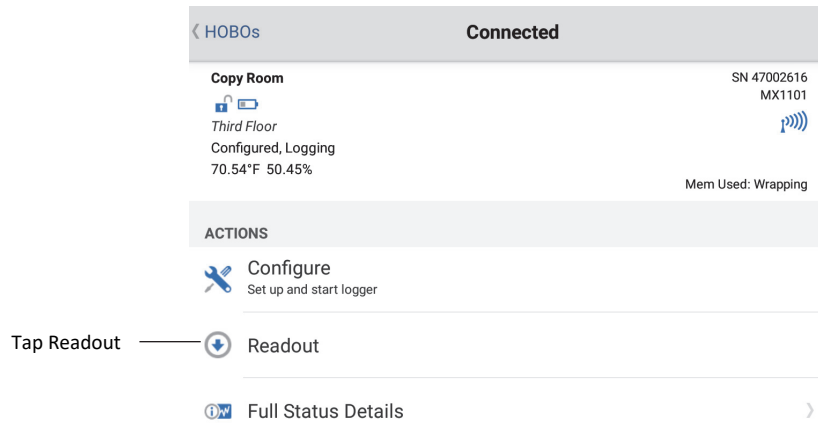 HOBOs
Connected
Copy Room
SN 47002616
MX1101
Third Floor
Configured, Logging
70.54°F 50.45%
Mem Used: Wrapping
ACTIONS
Configure
Set up and start logger
Tap Readout
Readout
Full Status Details